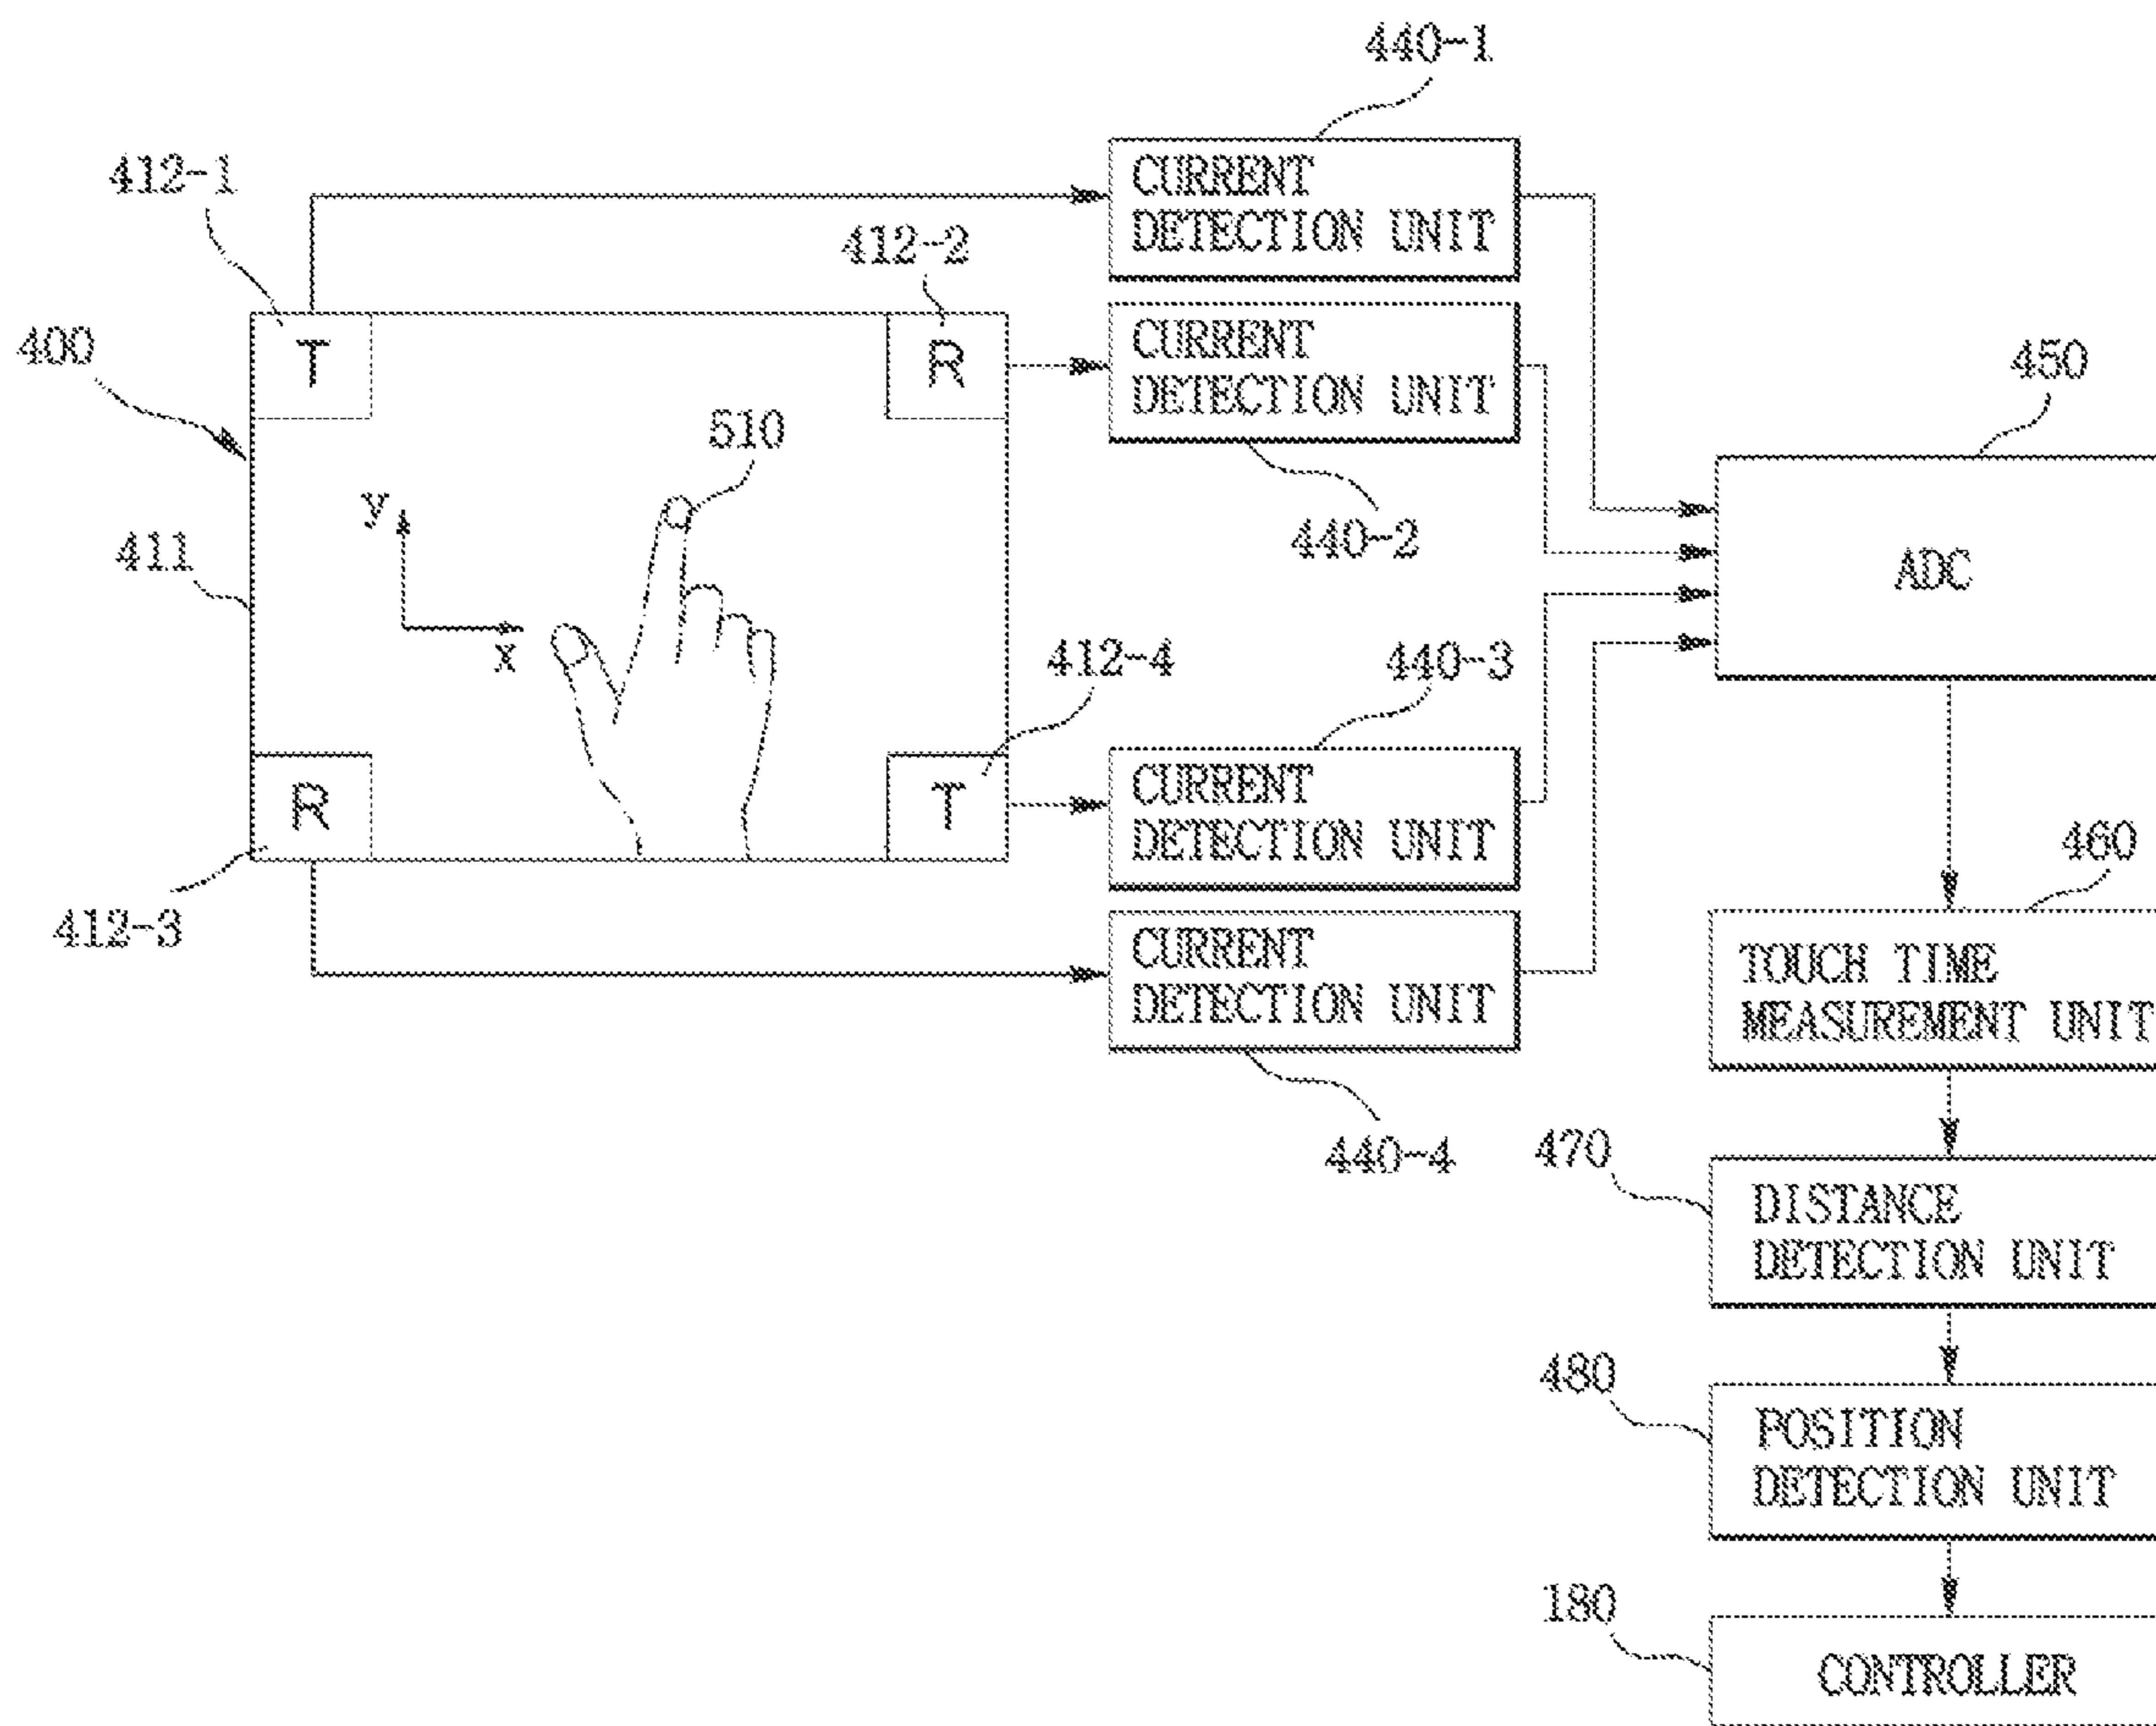 440-1
412-1
CURRENT
DETECTION UNIT
412-2
400
T
R
CURRENT
DETECTION UNIT
450
510
y
440-2
411
ADC
x
412-4
440-3
R
T
CURRENT
DETECTION UNIT
460
412-3
CURRENT
DETECTION UNIT
TOUCH TIME
MEASUREMENT UNIT
440-4
470
DISTANCE
DETECTION UNIT
480
POSITION
DETECTION UNIT
180
CONTROLLER